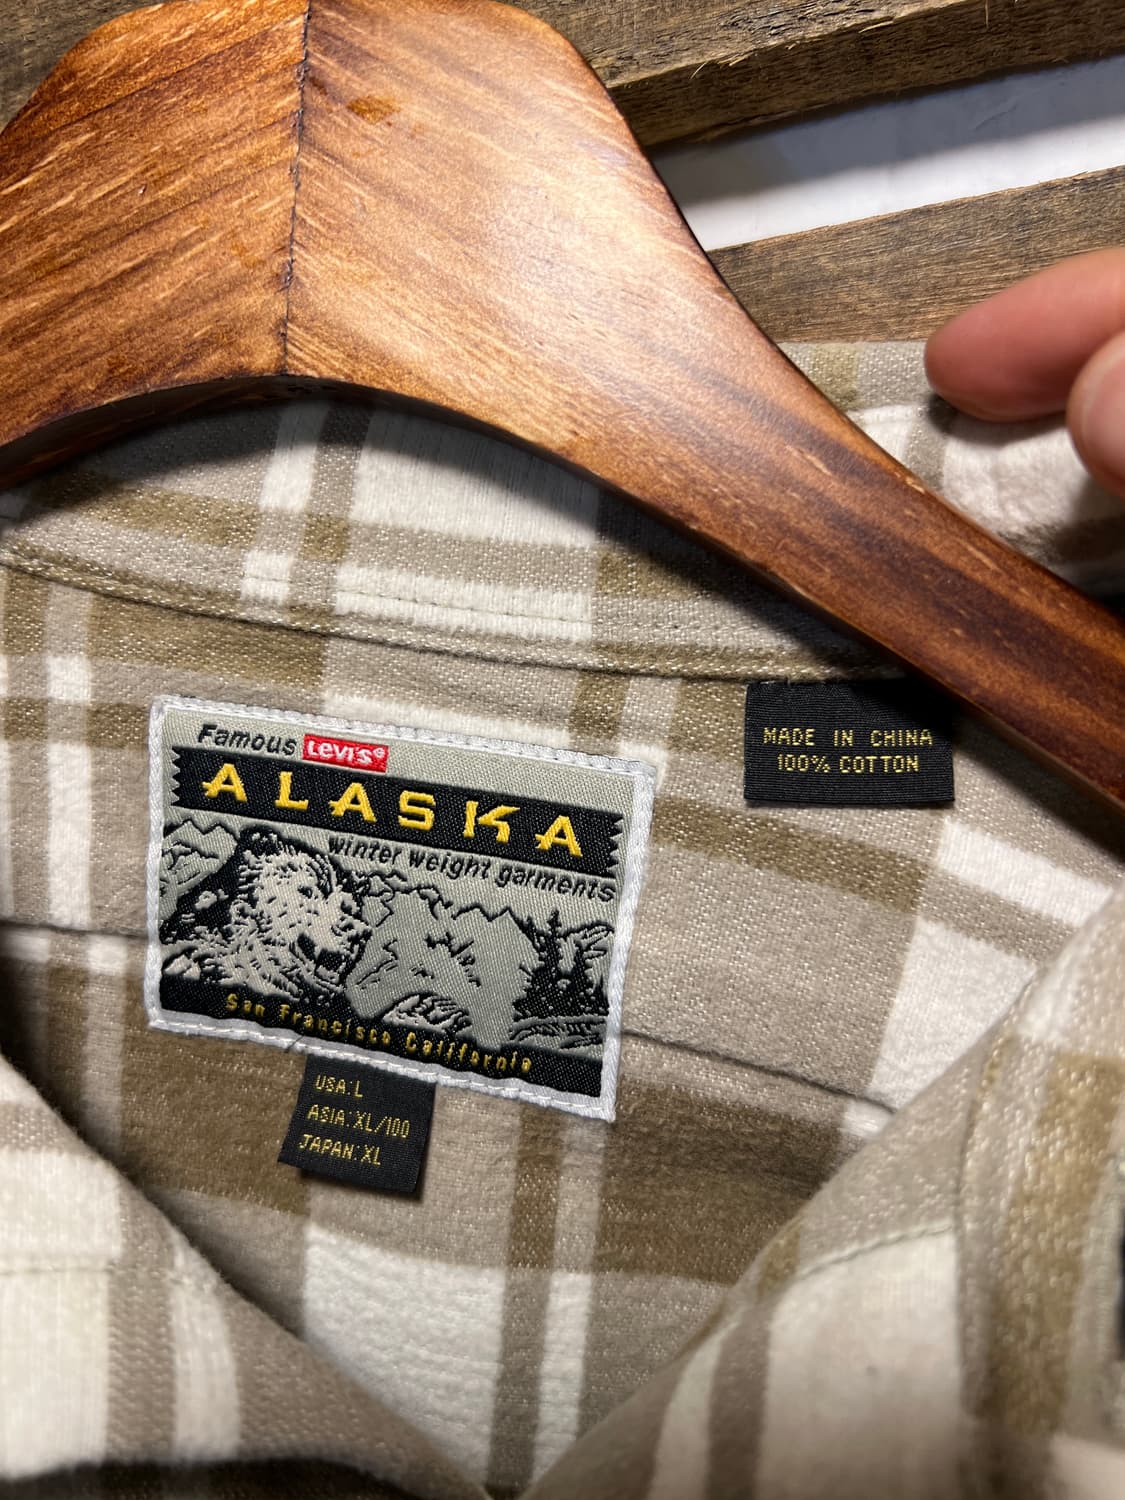 Famous Levi's®
ALASKA
winter weight garments
San Francisco California
MADE IN CHINA
100% COTTON
USA: L
ASIA: XL/100
JAPAN: XL